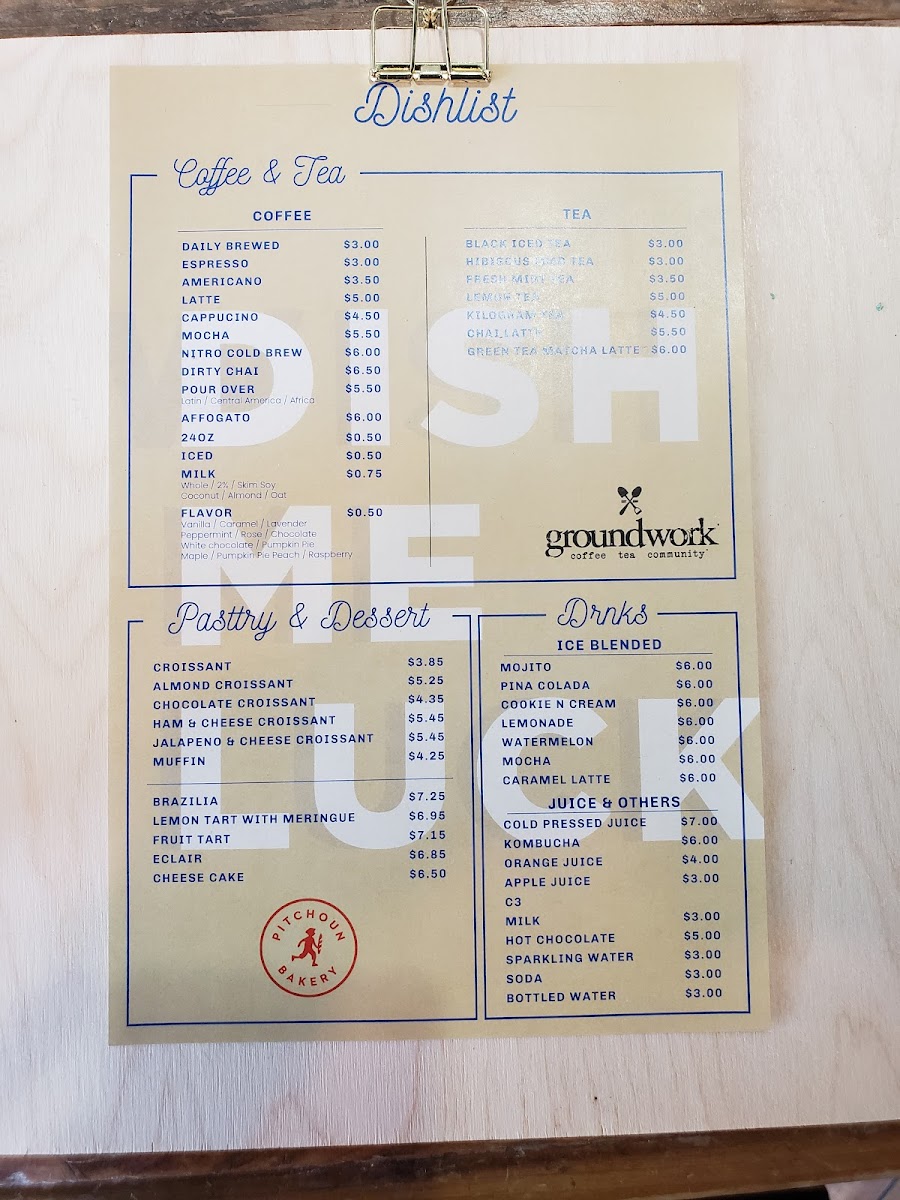 Dishlist
Coffee & Tea
COFFEE
DAILY BREWED $3.00
ESPRESSO $3.00
AMERICANO $3.50
LATTE $5.00
CAPPUCINO $4.50
MOCHA $5.50
NITRO COLD BREW $6.00
DIRTY CHAI $6.50
POUR OVER $5.50
Latin / Central America / Africa
AFFOGATO $6.00
24OZ $0.50
ICED $0.50
MILK $0.75
Whole / 2% / Skim Soy
Coconut / Almond / Oat
FLAVOR $0.50
Vanilla / Caramel / Lavender
Peppermint / Rose / Chocolate
White chocolate / Pumpkin Pie
Maple / Pumpkin Pie Peach / Raspberry
TEA
BLACK ICED TEA $3.00
HIBISCUS ICED TEA $3.00
FRESH MINT TEA $3.50
LEMON TEA $5.00
KILOGRAM TEA $4.50
CHAI LATTE $5.50
GREEN TEA MATCHA LATTE $6.00
groundwork
coffee tea community
DISH
ME
LUCK
Pasttry & Dessert
CROISSANT $3.85
ALMOND CROISSANT $5.25
CHOCOLATE CROISSANT $4.35
HAM & CHEESE CROISSANT $5.45
JALAPENO & CHEESE CROISSANT $5.45
MUFFIN $4.25
BRAZILIA $7.25
LEMON TART WITH MERINGUE $6.95
FRUIT TART $7.15
ECLAIR $6.85
CHEESE CAKE $6.50
PITCHOUN
BAKERY
Drnks
ICE BLENDED
MOJITO $6.00
PINA COLADA $6.00
COOKIE N CREAM $6.00
LEMONADE $6.00
WATERMELON $6.00
MOCHA $6.00
CARAMEL LATTE $6.00
JUICE & OTHERS
COLD PRESSED JUICE $7.00
KOMBUCHA $6.00
ORANGE JUICE $4.00
APPLE JUICE $3.00
C3
MILK $3.00
HOT CHOCOLATE $5.00
SPARKLING WATER $3.00
SODA $3.00
BOTTLED WATER $3.00